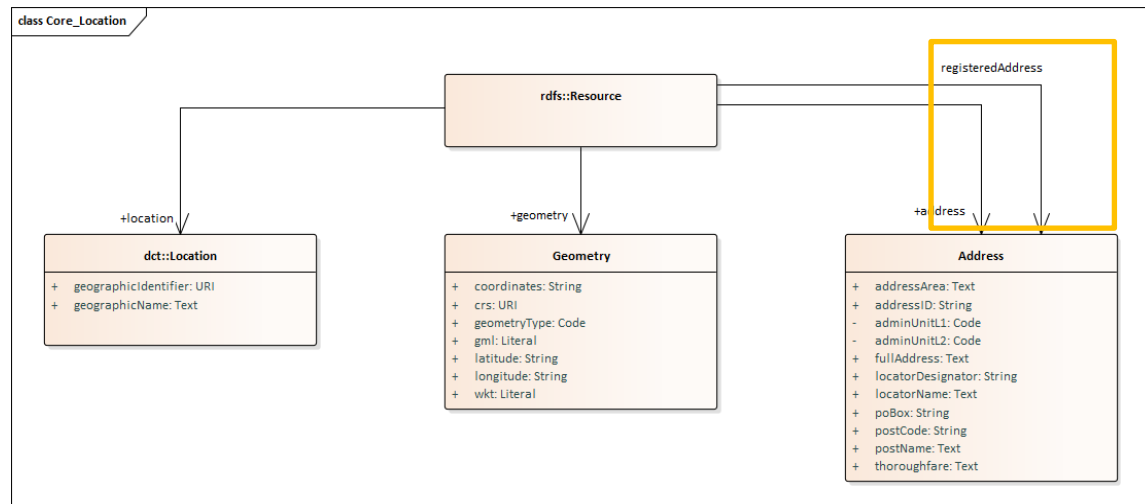 class Core_Location
registeredAddress
rdfs::Resource
+location
+geometry
+address
dct::Location
+ geographicIdentifier: URI
+ geographicName: Text
Geometry
+ coordinates: String
+ crs: URI
+ geometryType: Code
+ gml: Literal
+ latitude: String
+ longitude: String
+ wkt: Literal
Address
+ addressArea: Text
+ addressID: String
- adminUnitL1: Code
- adminUnitL2: Code
+ fullAddress: Text
+ locatorDesignator: String
+ locatorName: Text
+ poBox: String
+ postCode: String
+ postName: Text
+ thoroughfare: Text